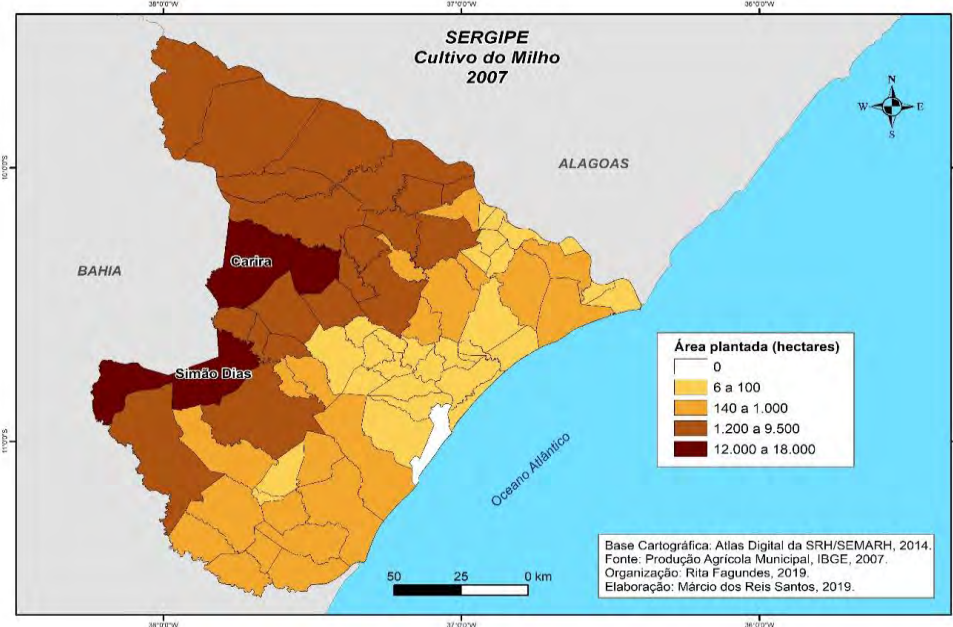 38°0'0"W 37°0'0"W 36°0'0"W
SERGIPE
Cultivo do Milho
2007
N
W E
S
10°0'0"S
ALAGOAS
Carira
BAHIA
Área plantada (hectares)
0
6 a 100
140 a 1.000
1.200 a 9.500
12.000 a 18.000
Simão Dias
11°0'0"S
Oceano Atlântico
Base Cartográfica: Atlas Digital da SRH/SEMARH, 2014.
Fonte: Produção Agrícola Municipal, IBGE, 2007.
Organização: Rita Fagundes, 2019.
Elaboração: Márcio dos Reis Santos, 2019.
50 25 0 km
38°0'0"W 37°0'0"W 36°0'0"W